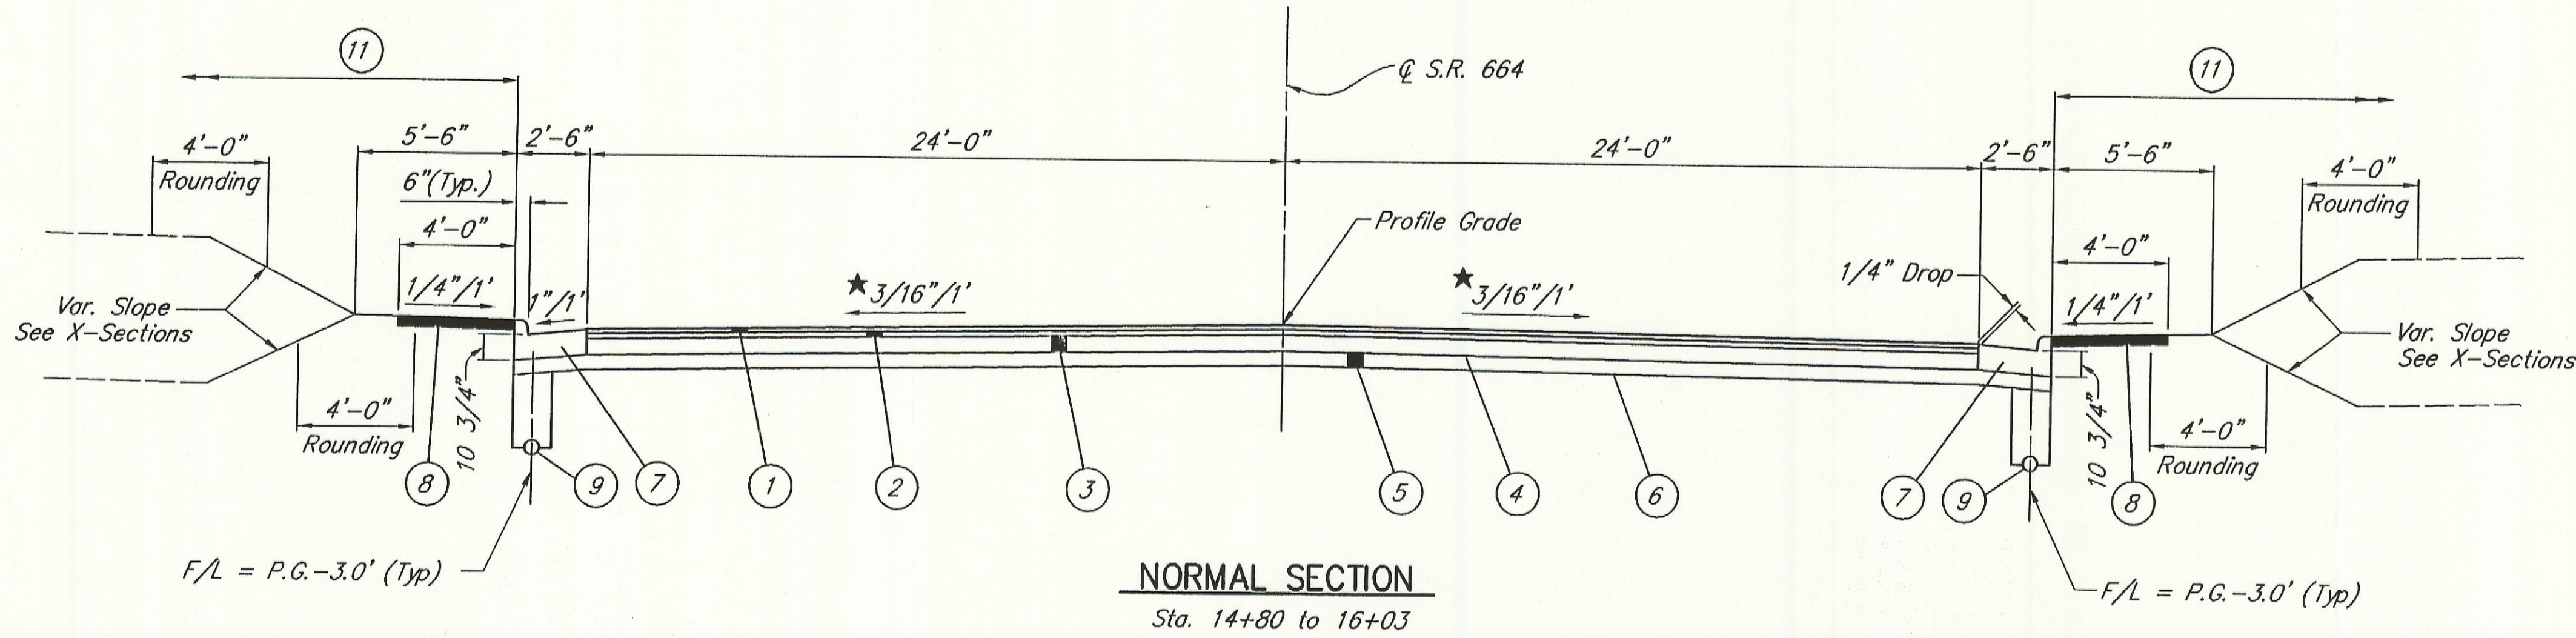 11
11
℄ S.R. 664
4'-0"
Rounding
5'-6"
2'-6"
24'-0"
24'-0"
2'-6"
5'-6"
4'-0"
Rounding
6"(Typ.)
4'-0"
1/4"/1'
1"/1'
Profile Grade
★ 3/16"/1'
★ 3/16"/1'
1/4" Drop
4'-0"
1/4"/1'
Var. Slope
See X-Sections
Var. Slope
See X-Sections
4'-0"
Rounding
10 3/4"
10 3/4"
4'-0"
Rounding
8
9
7
1
2
3
5
4
6
7
9
8
F/L = P.G.-3.0' (Typ)
F/L = P.G.-3.0' (Typ)
NORMAL SECTION
Sta. 14+80 to 16+03